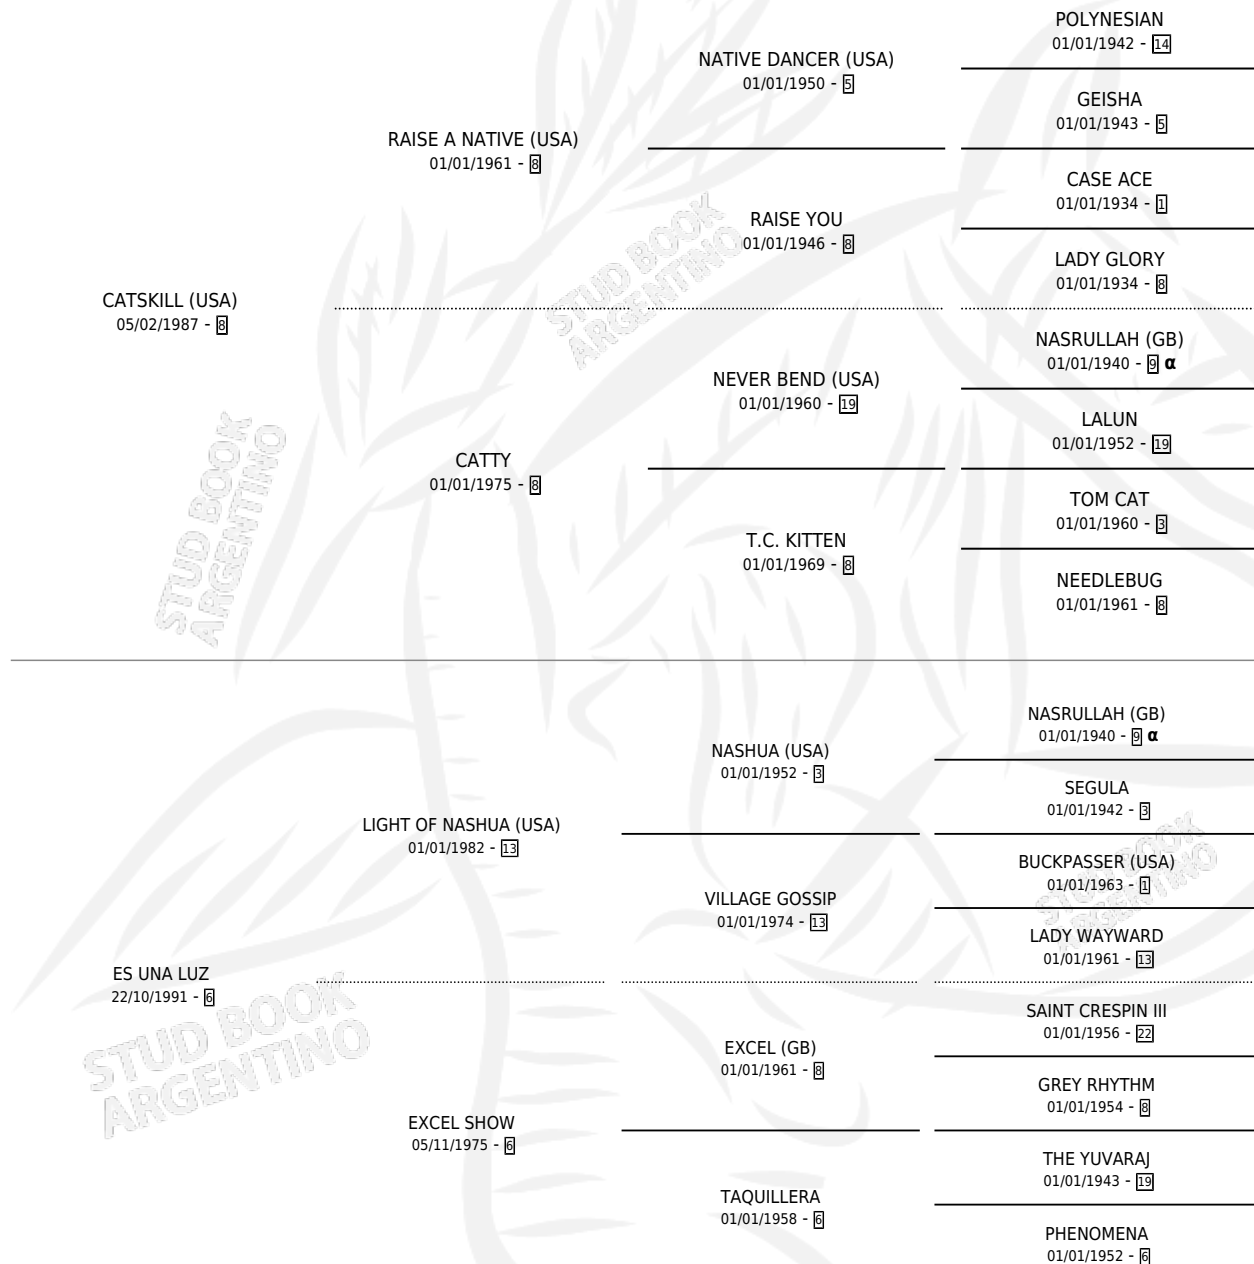 POLYNESIAN
01/01/1942 - 14
NATIVE DANCER (USA)
01/01/1950 - 5
GEISHA
01/01/1943 - 5
RAISE A NATIVE (USA)
01/01/1961 - 8
CASE ACE
01/01/1934 - 1
RAISE YOU
01/01/1946 - 8
LADY GLORY
01/01/1934 - 8
CATSKILL (USA)
05/02/1987 - 8
STUD BOOK
ARGENTINO
NASRULLAH (GB)
01/01/1940 - 9 α
NEVER BEND (USA)
01/01/1960 - 19
LALUN
01/01/1952 - 19
CATTY
01/01/1975 - 8
TOM CAT
01/01/1960 - 3
T.C. KITTEN
01/01/1969 - 8
NEEDLEBUG
01/01/1961 - 8
STUD BOOK
ARGENTINO
NASRULLAH (GB)
01/01/1940 - 9 α
NASHUA (USA)
01/01/1952 - 3
SEGULA
01/01/1942 - 3
LIGHT OF NASHUA (USA)
01/01/1982 - 13
BUCKPASSER (USA)
01/01/1963 - 1
STUD BOOK
ARGENTINO
VILLAGE GOSSIP
01/01/1974 - 13
LADY WAYWARD
01/01/1961 - 13
ES UNA LUZ
22/10/1991 - 6
STUD BOOK
ARGENTINO
SAINT CRESPIN III
01/01/1956 - 22
EXCEL (GB)
01/01/1961 - 8
GREY RHYTHM
01/01/1954 - 8
EXCEL SHOW
05/11/1975 - 6
THE YUVARAJ
01/01/1943 - 19
TAQUILLERA
01/01/1958 - 6
PHENOMENA
01/01/1952 - 6